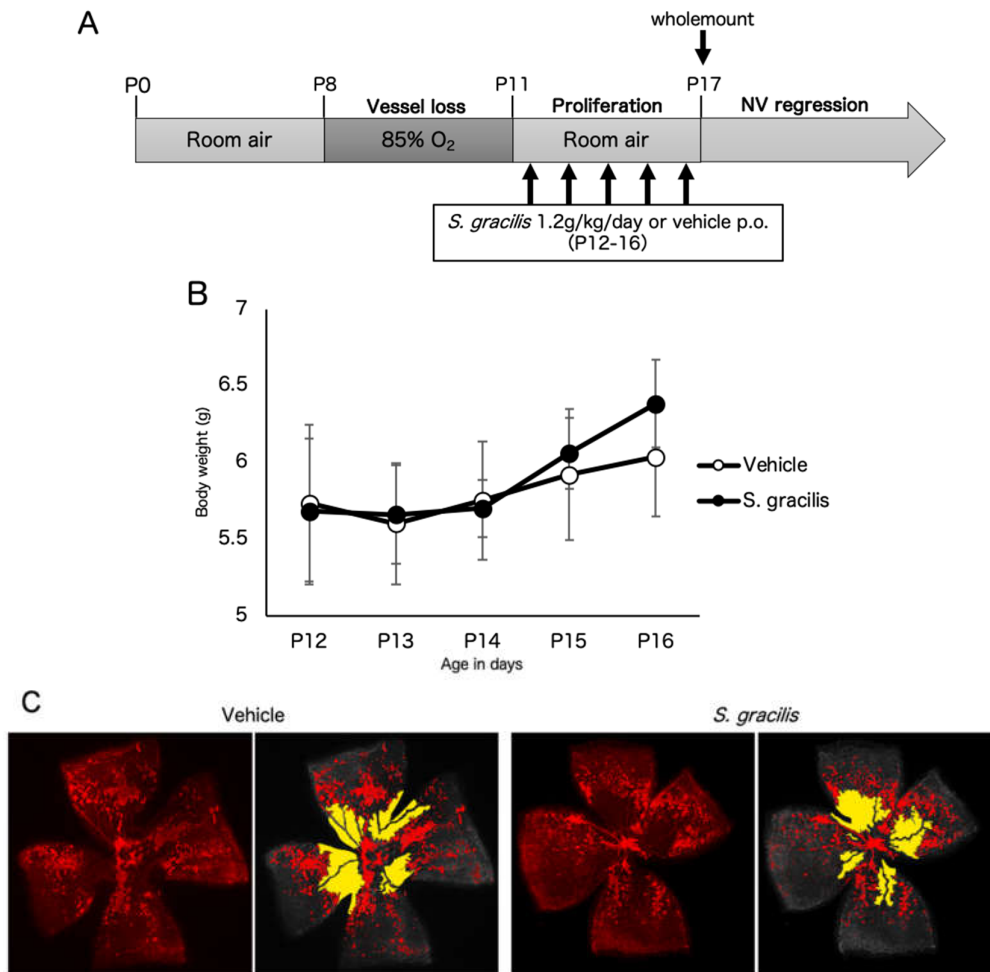 A
wholemount
P0
P8
P11
P17
Vessel loss
Proliferation
NV regression
Room air
85% O₂
Room air
S. gracilis 1.2g/kg/day or vehicle p.o.
(P12-16)
B
7
6.5
6
5.5
5
Body weight (g)
P12
P13
P14
P15
P16
Age in days
Vehicle
S. gracilis
C
Vehicle
S. gracilis